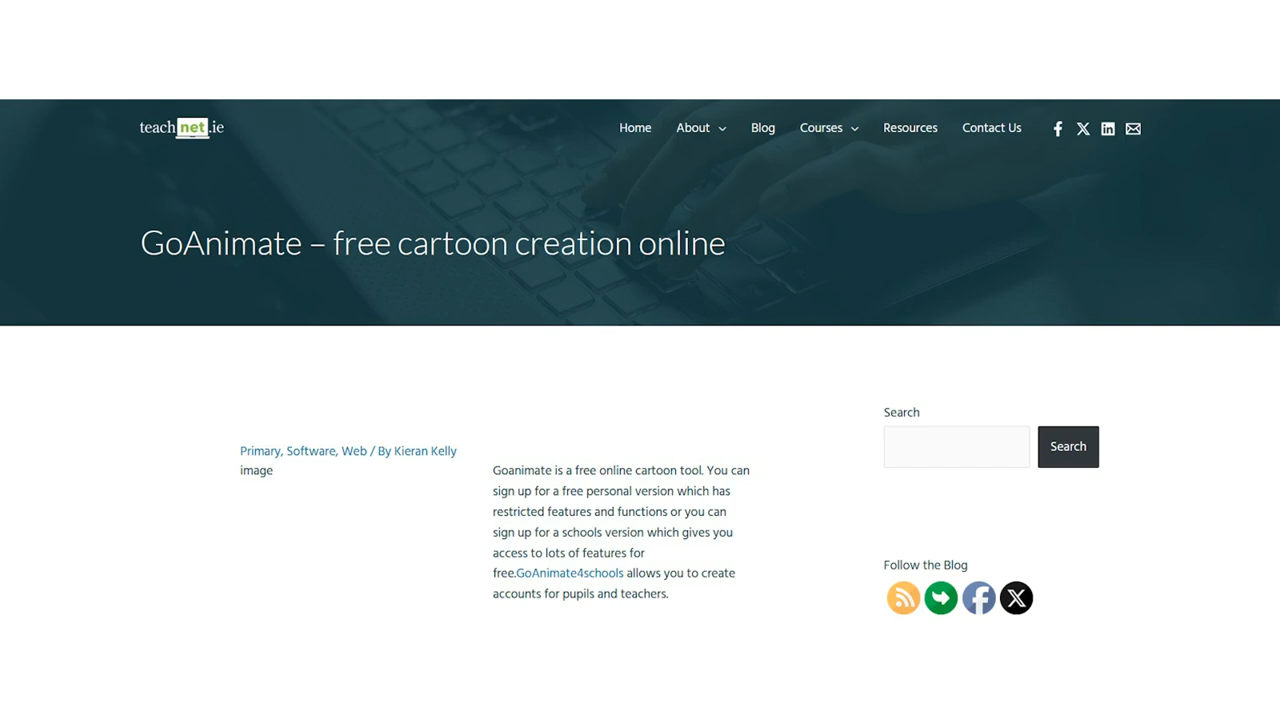 teachnet.ie
Home About Blog Courses Resources Contact Us
GoAnimate – free cartoon creation online
Primary, Software, Web / By Kieran Kelly
image
Goanimate is a free online cartoon tool. You can
sign up for a free personal version which has
restricted features and functions or you can
sign up for a schools version which gives you
access to lots of features for
free.GoAnimate4schools allows you to create
accounts for pupils and teachers.
Search
Search
Follow the Blog